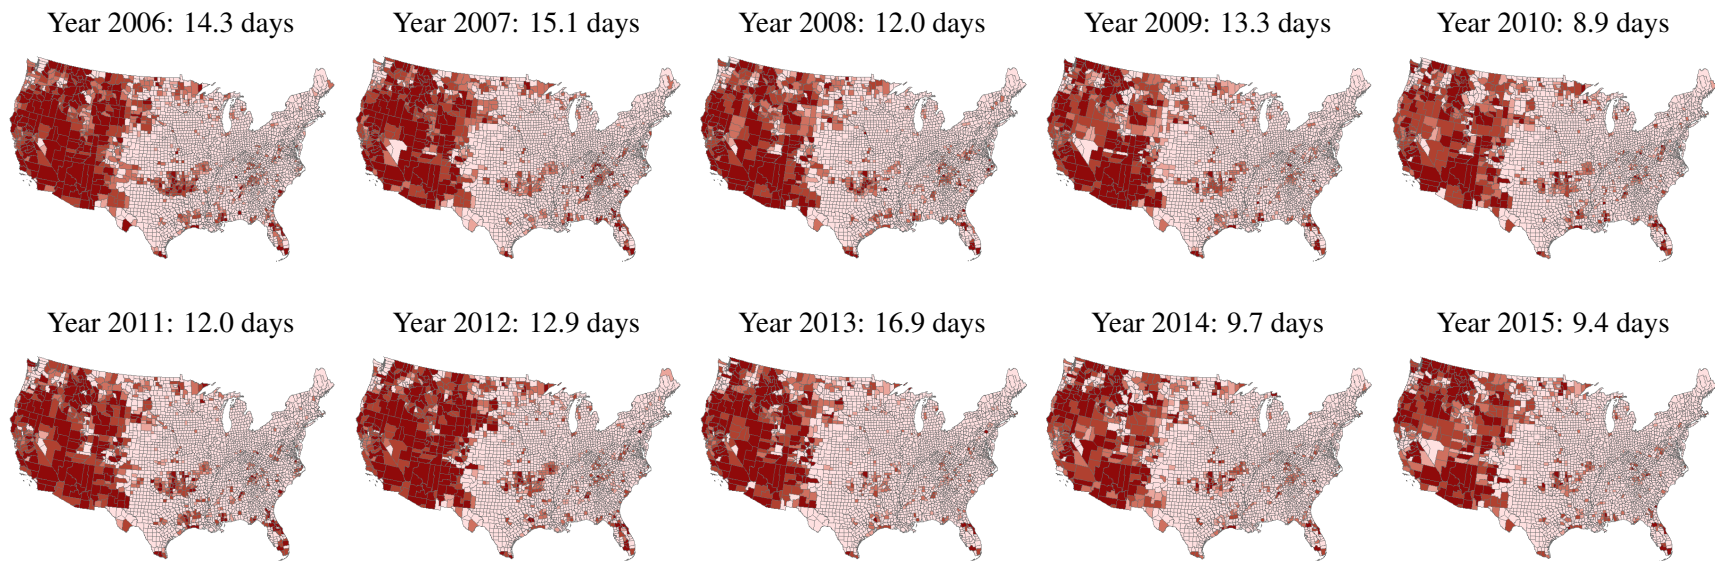 Year 2006: 14.3 days
Year 2007: 15.1 days
Year 2008: 12.0 days
Year 2009: 13.3 days
Year 2010: 8.9 days
Year 2011: 12.0 days
Year 2012: 12.9 days
Year 2013: 16.9 days
Year 2014: 9.7 days
Year 2015: 9.4 days